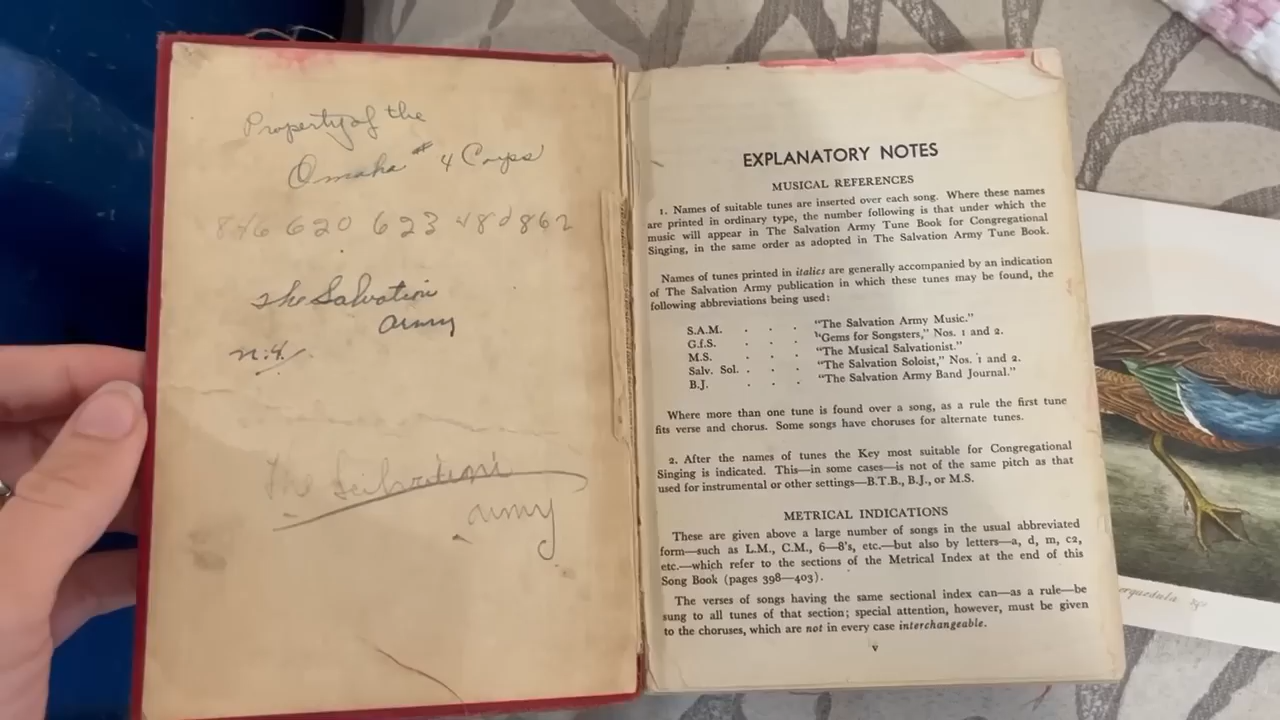 Property of the
Omaha # 4 Corps
620 623
The Salvation
Army
n.y.
The Salvation
army
EXPLANATORY NOTES
MUSICAL REFERENCES
1. Names of suitable tunes are inserted over each song. Where these names
are printed in ordinary type, the number following is that under which the
music will appear in The Salvation Army Tune Book for Congregational
Singing, in the same order as adopted in The Salvation Army Tune Book.
Names of tunes printed in italics are generally accompanied by an indication
of The Salvation Army publication in which these tunes may be found, the
following abbreviations being used:
S.A.M. . . . "The Salvation Army Music."
G.f.S. . . . "Gems for Songsters," Nos. 1 and 2.
M.S. . . . "The Musical Salvationist."
Salv. Sol. . . . "The Salvation Soloist," Nos. 1 and 2.
B.J. . . . "The Salvation Army Band Journal."
Where more than one tune is found over a song, as a rule the first tune
fits verse and chorus. Some songs have choruses for alternate tunes.
2. After the names of tunes the Key most suitable for Congregational
Singing is indicated. This—in some cases—is not of the same pitch as that
used for instrumental or other settings—B.T.B., B.J., or M.S.
METRICAL INDICATIONS
These are given above a large number of songs in the usual abbreviated
form—such as L.M., C.M., 6—8's, etc.—but also by letters—a, d, m, c2,
etc.—which refer to the sections of the Metrical Index at the end of this
Song Book (pages 398—403).
The verses of songs having the same sectional index can—as a rule—be
sung to all tunes of that section; special attention, however, must be given
to the choruses, which are not in every case interchangeable.
v